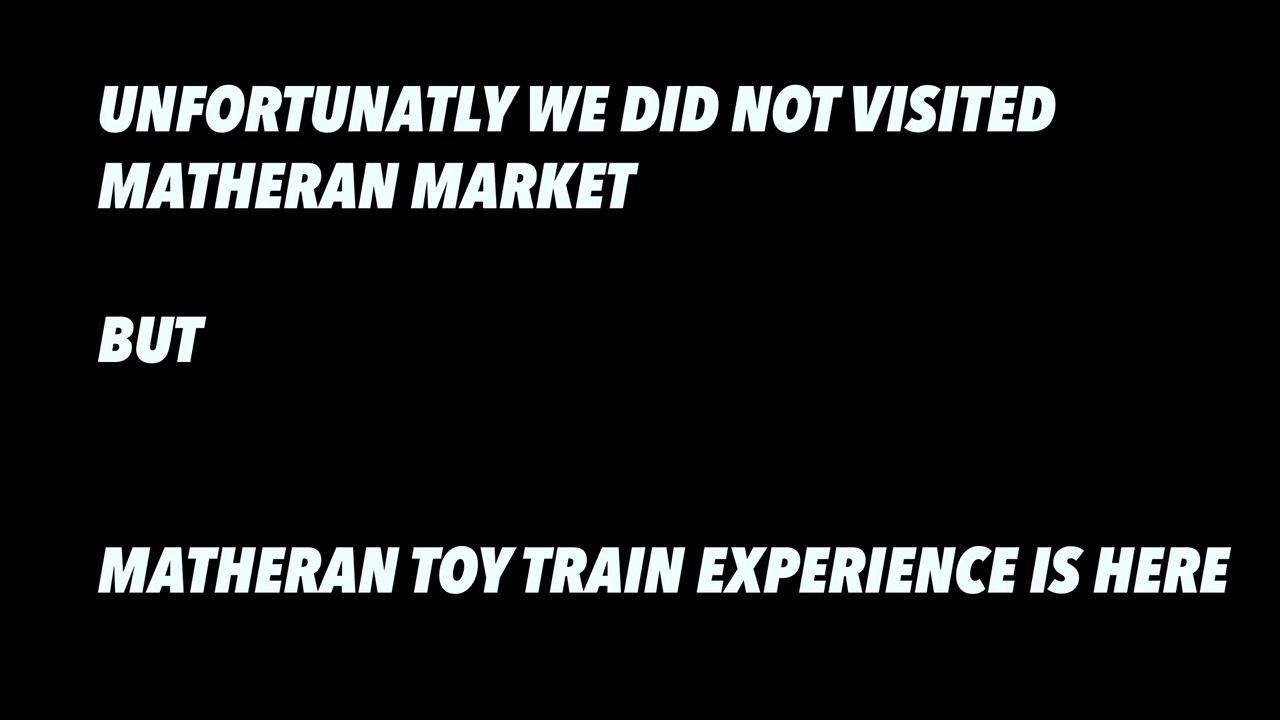 UNFORTUNATLY WE DID NOT VISITED
MATHERAN MARKET
BUT
MATHERAN TOY TRAIN EXPERIENCE IS HERE